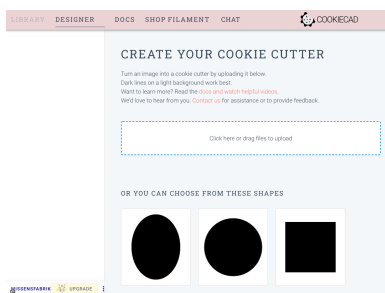 LIBRARY DESIGNER DOCS SHOP FILAMENT CHAT COOKIECAD
CREATE YOUR COOKIE CUTTER
Turn an image into a cookie cutter by uploading it below.
Dark lines on a light background work best.
Want to learn more? Read the docs and watch helpful videos.
We'd love to hear from you. Contact us for assistance or to provide feedback
Click here or drag files to upload
OR YOU CAN CHOOSE FROM THESE SHAPES
WISSENSFABRIK UPGRADE